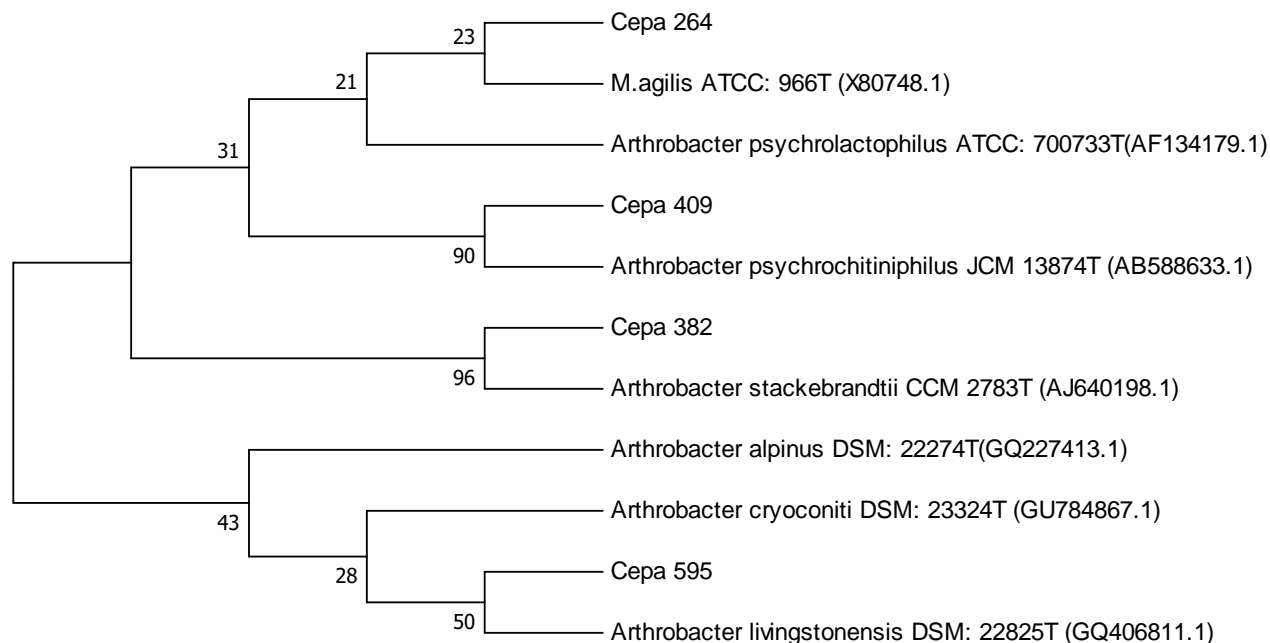 Cepa 264
23
M.agilis ATCC: 966T (X80748.1)
21
Arthrobacter psychrolactophilus ATCC: 700733T(AF134179.1)
31
Cepa 409
90
Arthrobacter psychrochitiniphilus JCM 13874T (AB588633.1)
Cepa 382
96
Arthrobacter stackebrandtii CCM 2783T (AJ640198.1)
Arthrobacter alpinus DSM: 22274T(GQ227413.1)
43
Arthrobacter cryoconiti DSM: 23324T (GU784867.1)
28
Cepa 595
50
Arthrobacter livingstonensis DSM: 22825T (GQ406811.1)